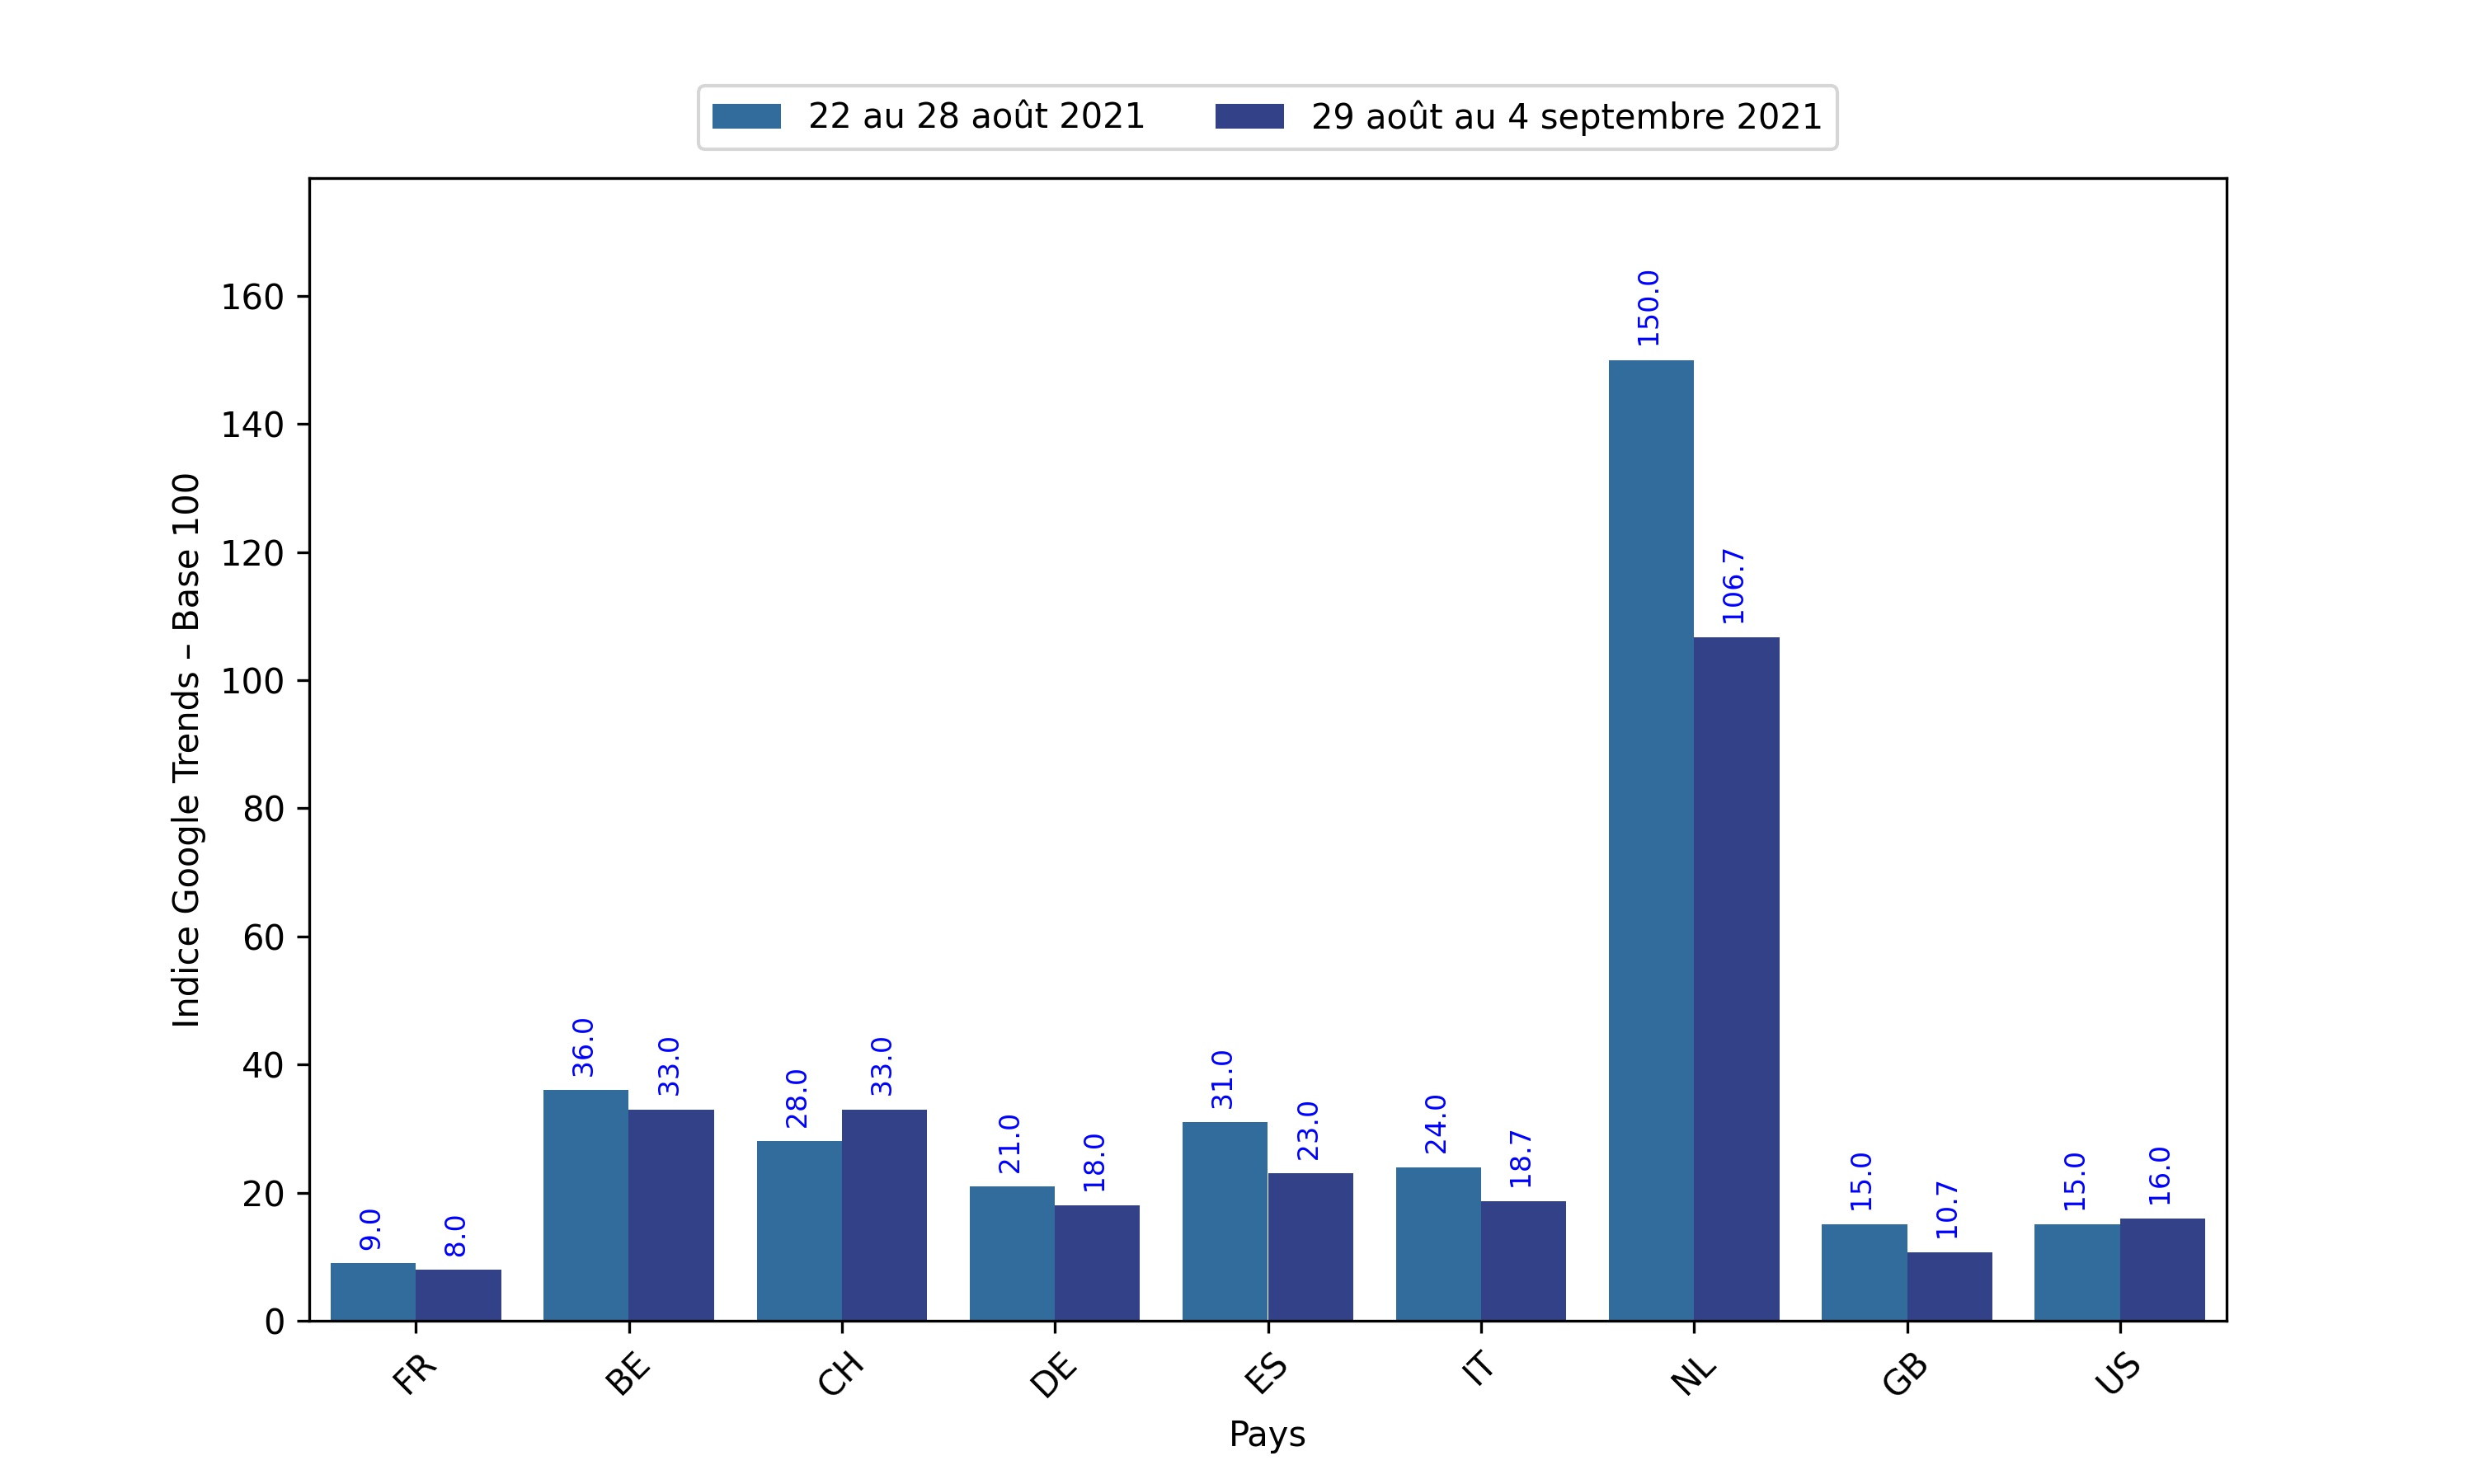 22 au 28 août 2021
29 août au 4 septembre 2021
Indice Google Trends – Base 100
160
140
120
100
80
60
40
20
0
9.0
8.0
36.0
33.0
28.0
33.0
21.0
18.0
31.0
23.0
24.0
18.7
150.0
106.7
15.0
10.7
15.0
16.0
FR
BE
CH
DE
ES
IT
NL
GB
US
Pays